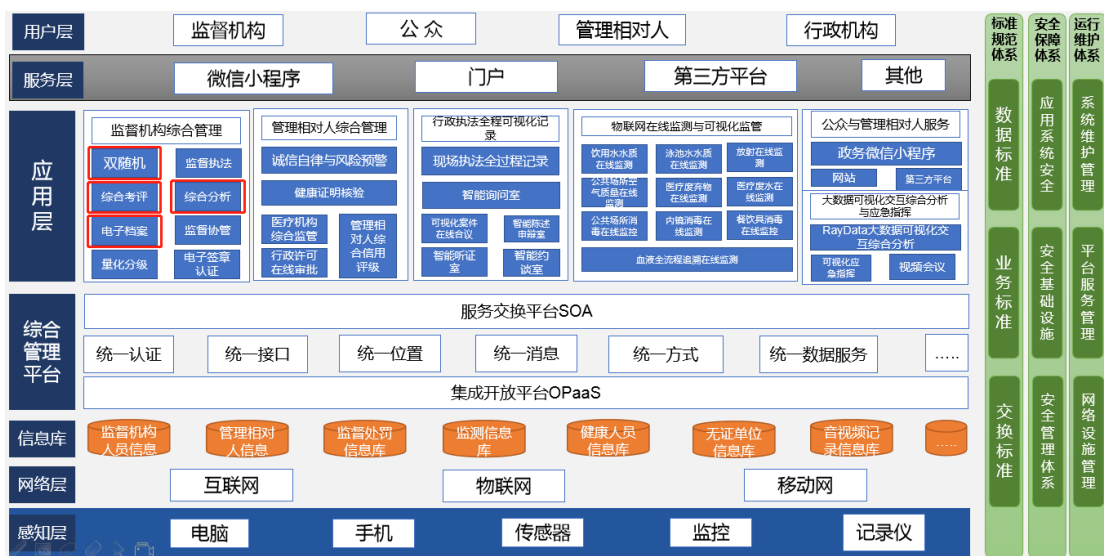 用户层
监督机构
公 众
管理相对人
行政机构
服务层
微信小程序
门户
第三方平台
其他
应用层
监督机构综合管理
双随机
监督执法
综合考评
综合分析
电子档案
监督协管
量化分级
电子签章
认证
管理相对人综合管理
诚信自律与风险预警
健康证明核验
医疗机构
综合监管
行政许可
在线审批
管理相
对人综
合信用
评级
行政执法全程可视化记
录
现场执法全过程记录
智能询问室
可视化案件
在线合议
智能陈述
申辩室
智能听证
室
智能约
谈室
物联网在线监测与可视化监管
饮用水水质
在线监测
泳池水水质
在线监测
放射在线监
测
公共场所空
气质量在线
监测
医疗废弃物
在线监测
医疗废水在
线监测
公共场所消
毒在线监控
内镜消毒在
线监测
餐饮具消毒
在线监控
血液全流程追溯在线监测
公众与管理相对人服务
政务微信小程序
网站
第三方平台
大数据可视化交互综合分析
与应急指挥
RayData大数据可视化交
互综合分析
可视化应
急指挥
视频会议
综合
管理
平台
服务交换平台SOA
统一认证
统一接口
统一位置
统一消息
统一方式
统一数据服务
.....
集成开放平台OPaaS
信息库
监督机构
人员信息
管理相对
人信息
监督处罚
信息库
监测信息
库
健康人员
信息库
无证单位
信息库
音视频记
录信息库
.....
网络层
互联网
物联网
移动网
感知层
电脑
手机
传感器
监控
记录仪
标准
规范
体系
数据标准
业务标准
交换标准
安全
保障
体系
应用系统安全
安全基础设施
安全管理体系
运行
维护
体系
系统维护管理
平台服务管理
网络设施管理